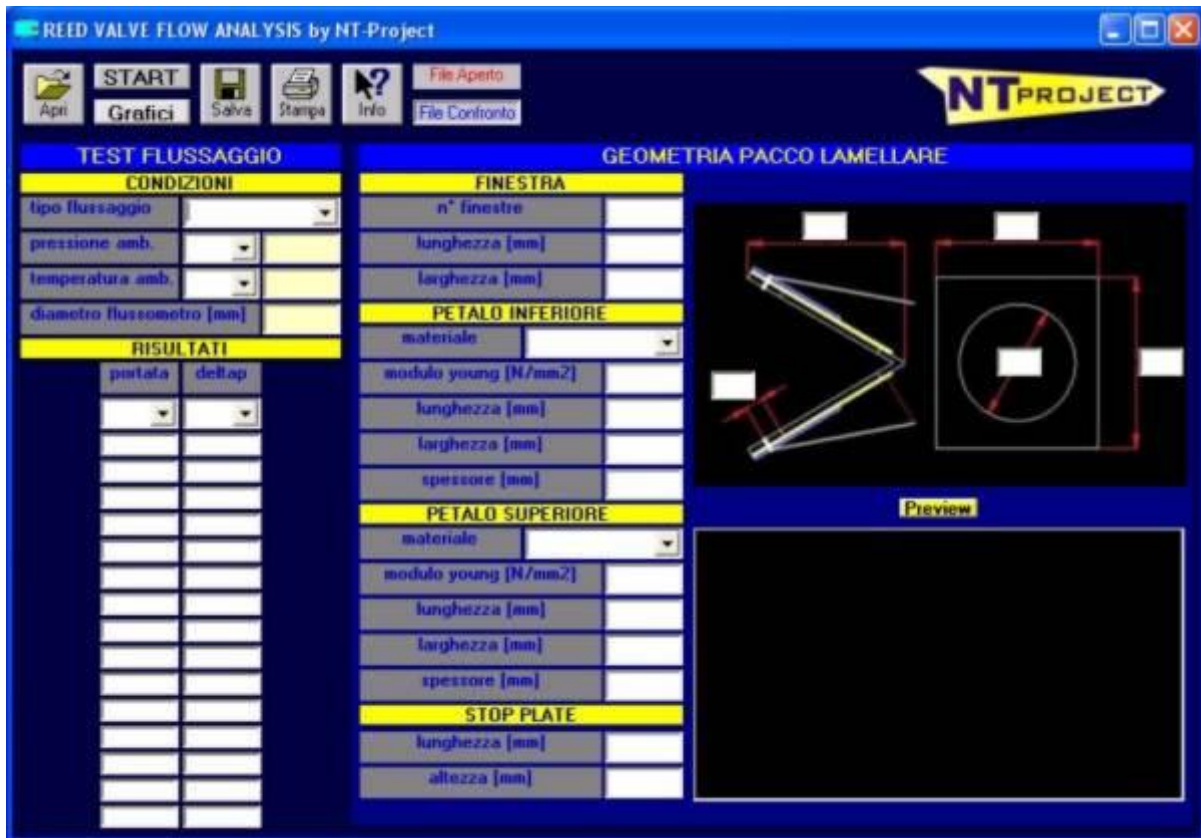 REED VALVE FLOW ANALYSIS by NT-Project
Apri
START
Grafici
Salva
Stampa
Info
File Aperto
File Confronto
NT PROJECT
TEST FLUSSAGGIO
CONDIZIONI
tipo flussaggio
pressione amb.
temperatura amb.
diametro flussometro [mm]
RISULTATI
portata deltap
GEOMETRIA PACCO LAMELLARE
FINESTRA
n° finestre
lunghezza [mm]
larghezza [mm]
PETALO INFERIORE
materiale
modulo young [N/mm2]
lunghezza [mm]
larghezza [mm]
spessore [mm]
PETALO SUPERIORE
materiale
modulo young [N/mm2]
lunghezza [mm]
larghezza [mm]
spessore [mm]
STOP PLATE
lunghezza [mm]
altezza [mm]
Preview